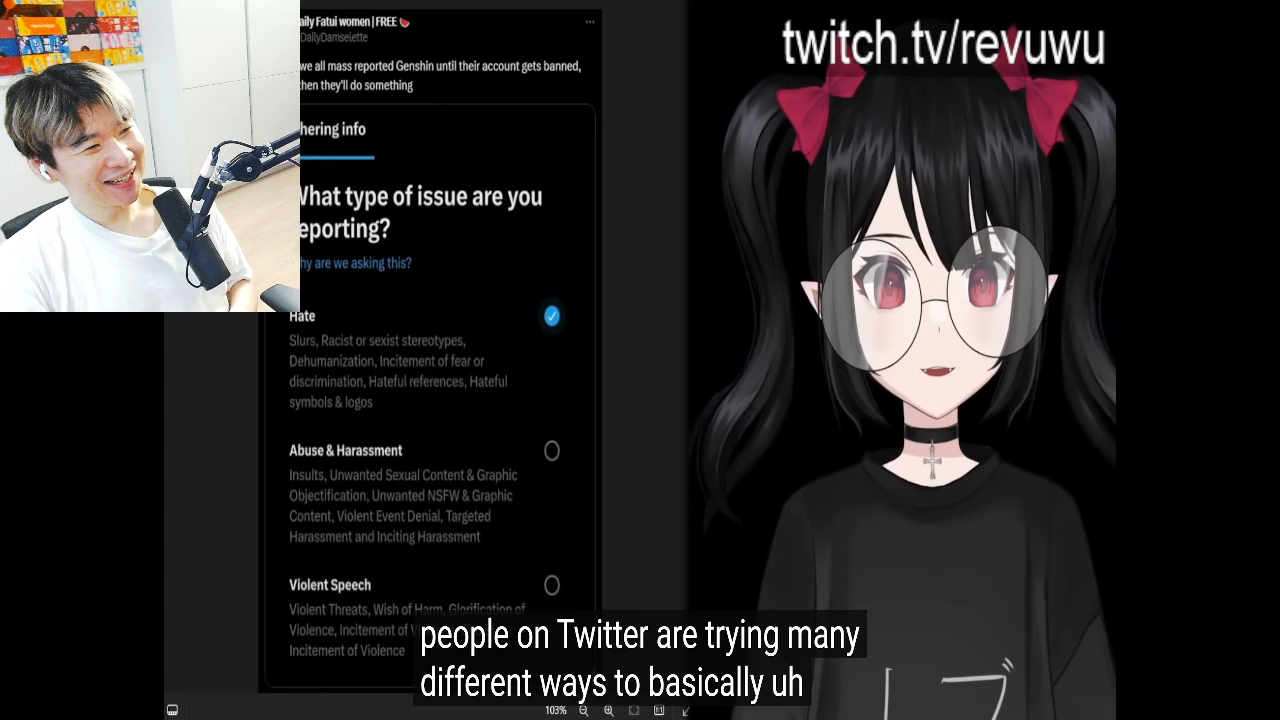 twitch.tv/revuwu
aily Fatui women | FREE 🍉
DailyDamselette
we all mass reported Genshin until their account gets banned,
then they'll do something
hering info
What type of issue are you
eporting?
hy are we asking this?
Hate
Slurs, Racist or sexist stereotypes,
Dehumanization, Incitement of fear or
discrimination, Hateful references, Hateful
symbols & logos
Abuse & Harassment
Insults, Unwanted Sexual Content & Graphic
Objectification, Unwanted NSFW & Graphic
Content, Violent Event Denial, Targeted
Harassment and Inciting Harassment
Violent Speech
Violent Threats, Wish of Harm, Glorification of
Violence, Incitement of V
Incitement of Violence
people on Twitter are trying many
different ways to basically uh
103%